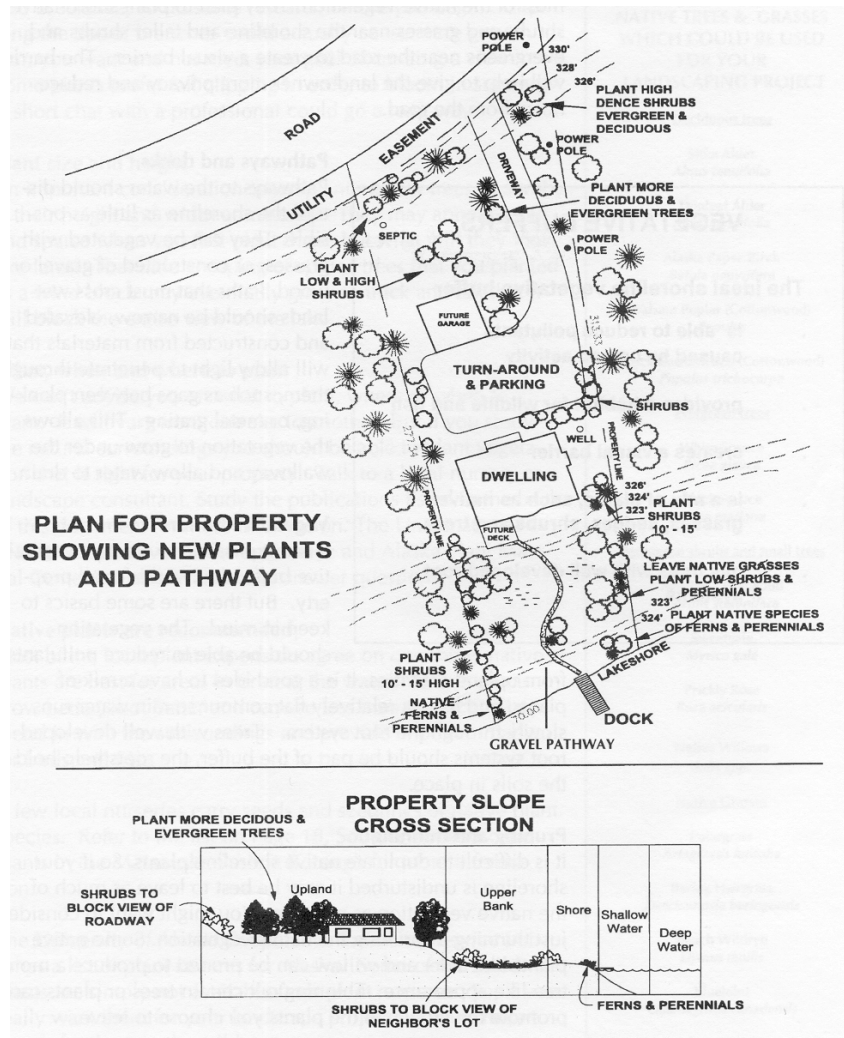 POWER
POLE
330'
328'
326'
PLANT HIGH
DENCE SHRUBS
EVERGREEN &
DECIDUOUS
ROAD
EASEMENT
UTILITY
DRIVEWAY
POWER
POLE
PLANT MORE
DECIDUOUS &
EVERGREEN TREES
SEPTIC
POWER
POLE
PLANT
LOW & HIGH
SHRUBS
FUTURE
GARAGE
TURN-AROUND
& PARKING
SHRUBS
277.34
WELL
PROPERTY LINE
DWELLING
PROPERTY LINE
326'
324'
323'
PLANT
SHRUBS
10' - 15'
PLAN FOR PROPERTY
SHOWING NEW PLANTS
AND PATHWAY
FUTURE
DECK
LEAVE NATIVE GRASSES
PLANT LOW SHRUBS &
PERENNIALS
323'
324'
PLANT NATIVE SPECIES
OF FERNS & PERENNIALS
LAKESHORE
PLANT
SHRUBS
10' - 15' HIGH
NATIVE
FERNS &
PERENNIALS
70.00
DOCK
GRAVEL PATHWAY
PROPERTY SLOPE
CROSS SECTION
PLANT MORE DECIDOUS &
EVERGREEN TREES
SHRUBS TO
BLOCK VIEW OF
ROADWAY
Upland
Upper
Bank
Shore
Shallow
Water
Deep
Water
SHRUBS TO BLOCK VIEW OF
NEIGHBOR'S LOT
FERNS & PERENNIALS